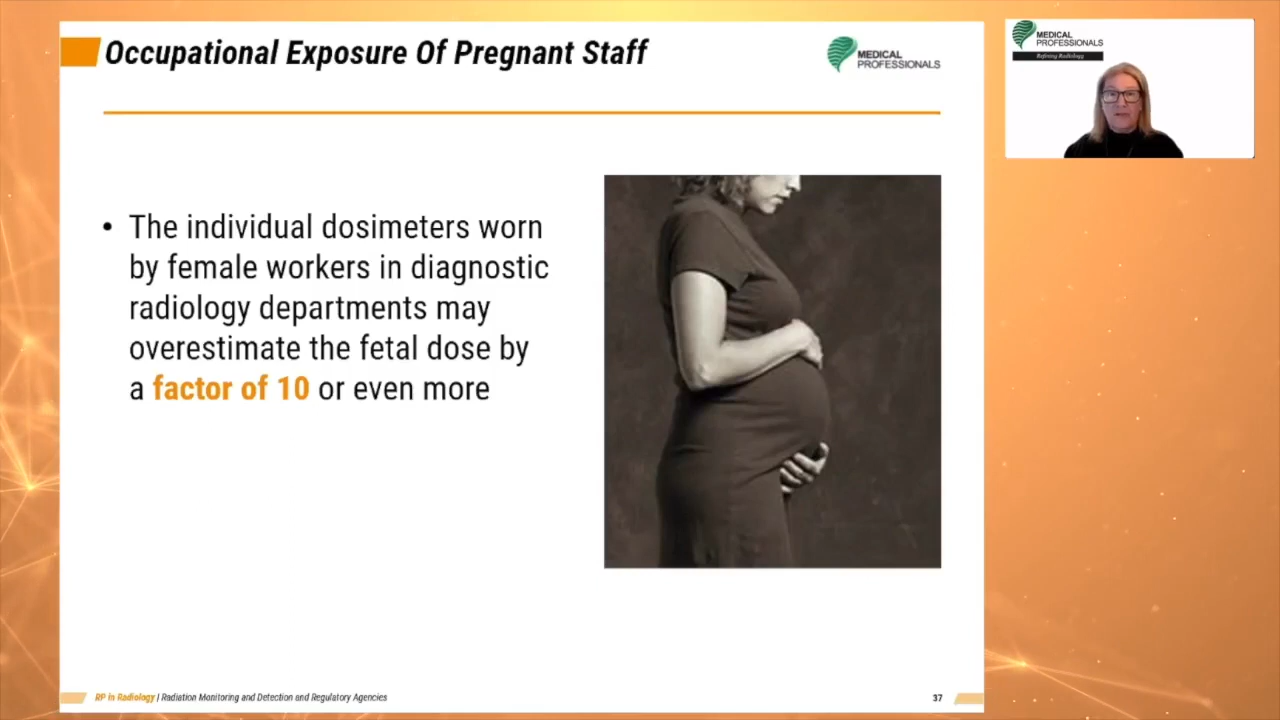 Occupational Exposure Of Pregnant Staff
MEDICAL
PROFESSIONALS
MEDICAL
PROFESSIONALS
Refining Radiology
• The individual dosimeters worn
by female workers in diagnostic
radiology departments may
overestimate the fetal dose by
a factor of 10 or even more
RP in Radiology | Radiation Monitoring and Detection and Regulatory Agencies
37